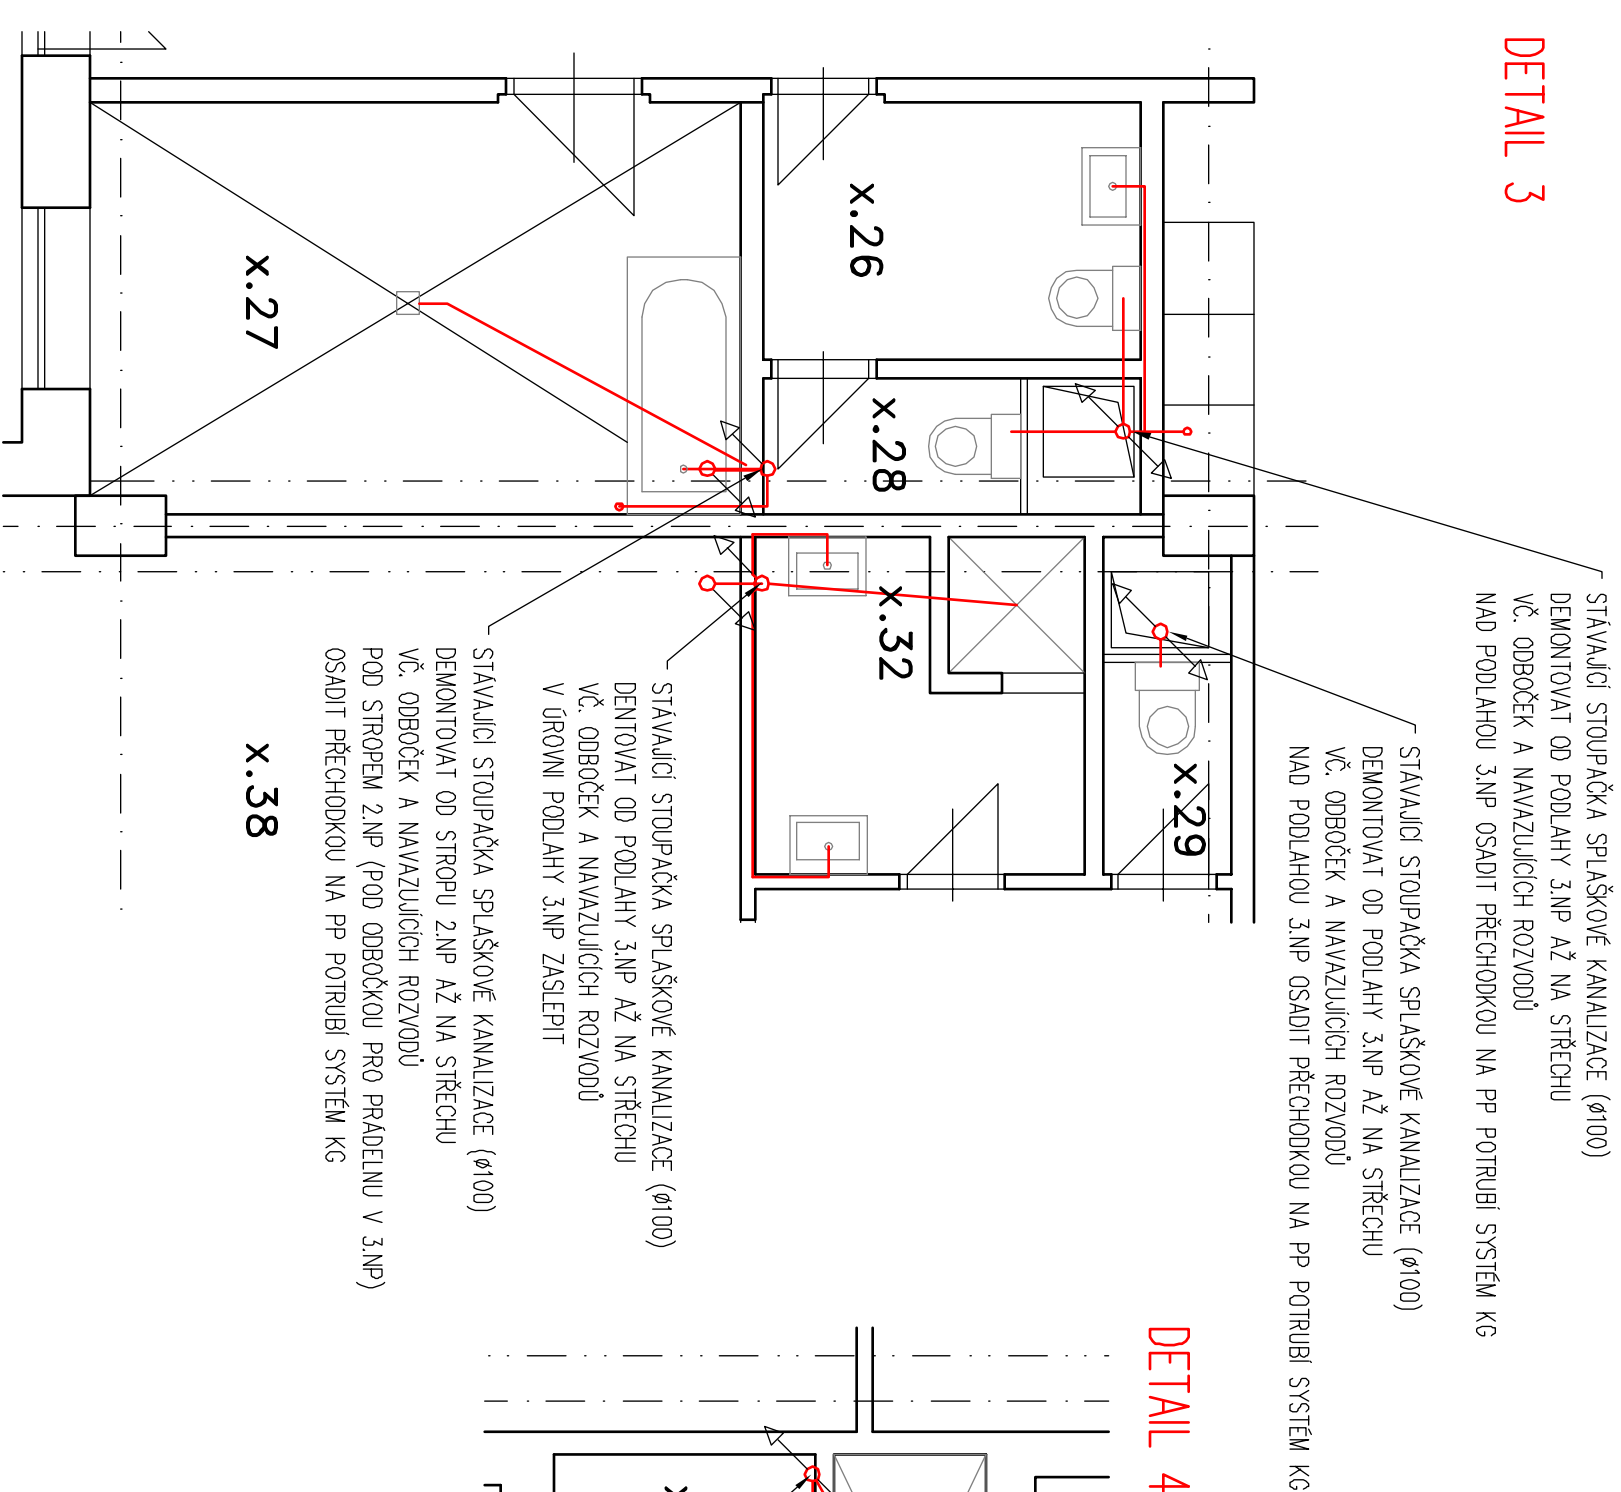 DETAIL 3
STÁVAJÍCÍ STOUPAČKA SPLAŠKOVÉ KANALIZACE (ø100)
DEMONTOVAT OD PODLAHY 3.NP AŽ NA STŘECHU
VČ. ODBOČEK A NAVAZUJÍCÍCH ROZVODŮ
NAD PODLAHOU 3.NP OSADIT PŘECHODKOU NA PP POTRUBÍ SYSTÉM KG
STÁVAJÍCÍ STOUPAČKA SPLAŠKOVÉ KANALIZACE (ø100)
DEMONTOVAT OD PODLAHY 3.NP AŽ NA STŘECHU
VČ. ODBOČEK A NAVAZUJÍCÍCH ROZVODŮ
NAD PODLAHOU 3.NP OSADIT PŘECHODKOU NA PP POTRUBÍ SYSTÉM KG
x.26
x.28
x.29
x.32
x.27
x.38
STÁVAJÍCÍ STOUPAČKA SPLAŠKOVÉ KANALIZACE (ø100)
DENTOVAT OD PODLAHY 3.NP AŽ NA STŘECHU
VČ. ODBOČEK A NAVAZUJÍCÍCH ROZVODŮ
V ÚROVNI PODLAHY 3.NP ZASLEPIT
STÁVAJÍCÍ STOUPAČKA SPLAŠKOVÉ KANALIZACE (ø100)
DEMONTOVAT OD STROPU 2.NP AŽ NA STŘECHU
VČ. ODBOČEK A NAVAZUJÍCÍCH ROZVODŮ
POD STROPEM 2.NP (POD ODBOČKOU PRO PRÁDELNU V 3.NP)
OSADIT PŘECHODKOU NA PP POTRUBÍ SYSTÉM KG
DETAIL 4